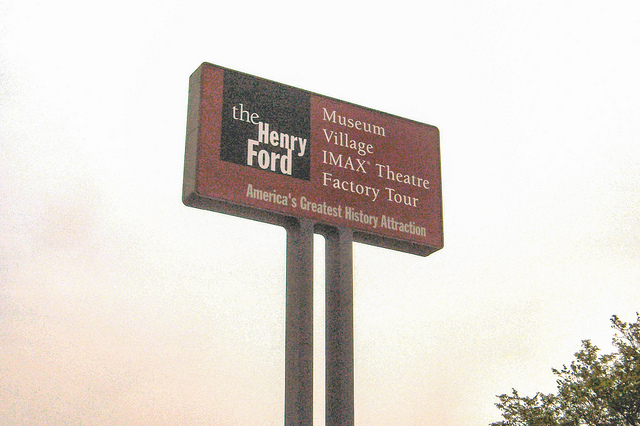 the
Henry
Ford
Museum
Village
IMAX® Theatre
Factory Tour
America's Greatest History Attraction